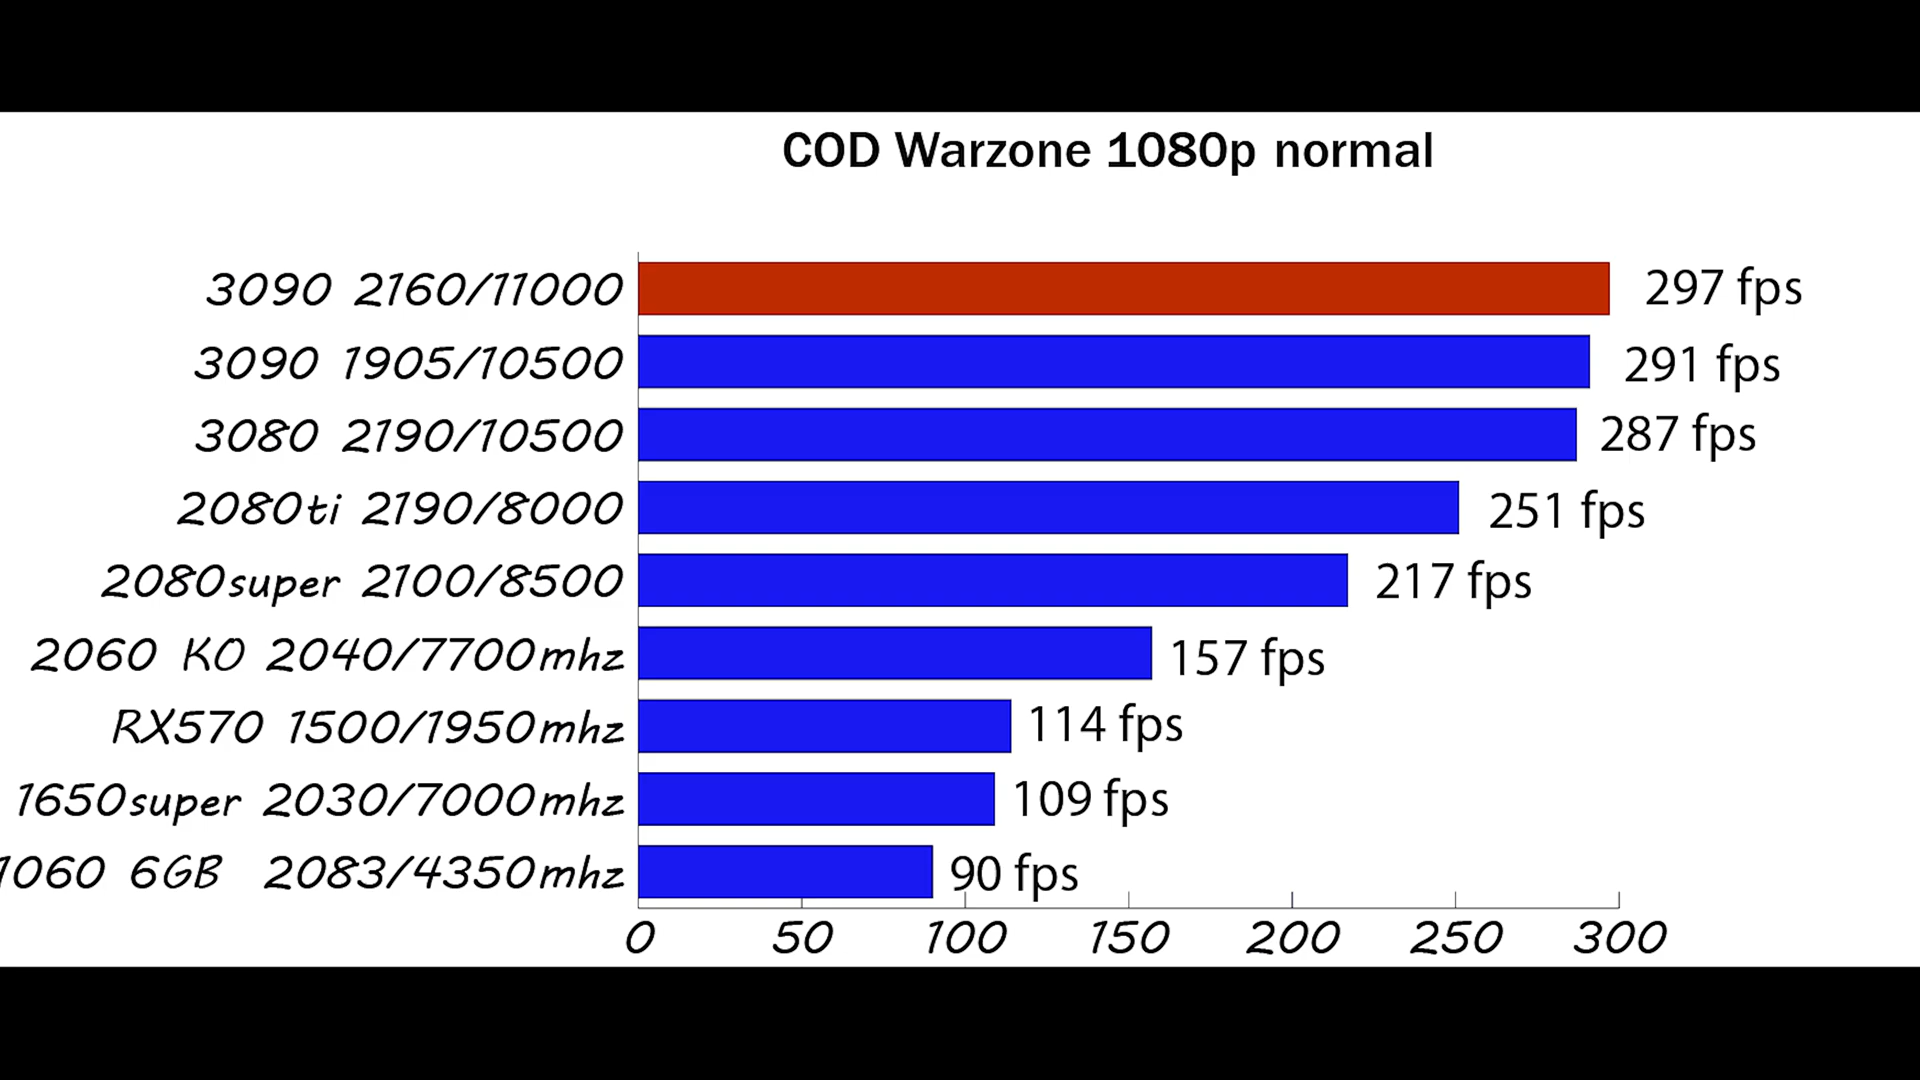 COD Warzone 1080p normal
3090 2160/11000 297 fps
3090 1905/10500 291 fps
3080 2190/10500 287 fps
2080ti 2190/8000 251 fps
2080super 2100/8500 217 fps
2060 KO 2040/7700mhz 157 fps
RX570 1500/1950mhz 114 fps
1650super 2030/7000mhz 109 fps
1060 6GB 2083/4350mhz 90 fps
0 50 100 150 200 250 300